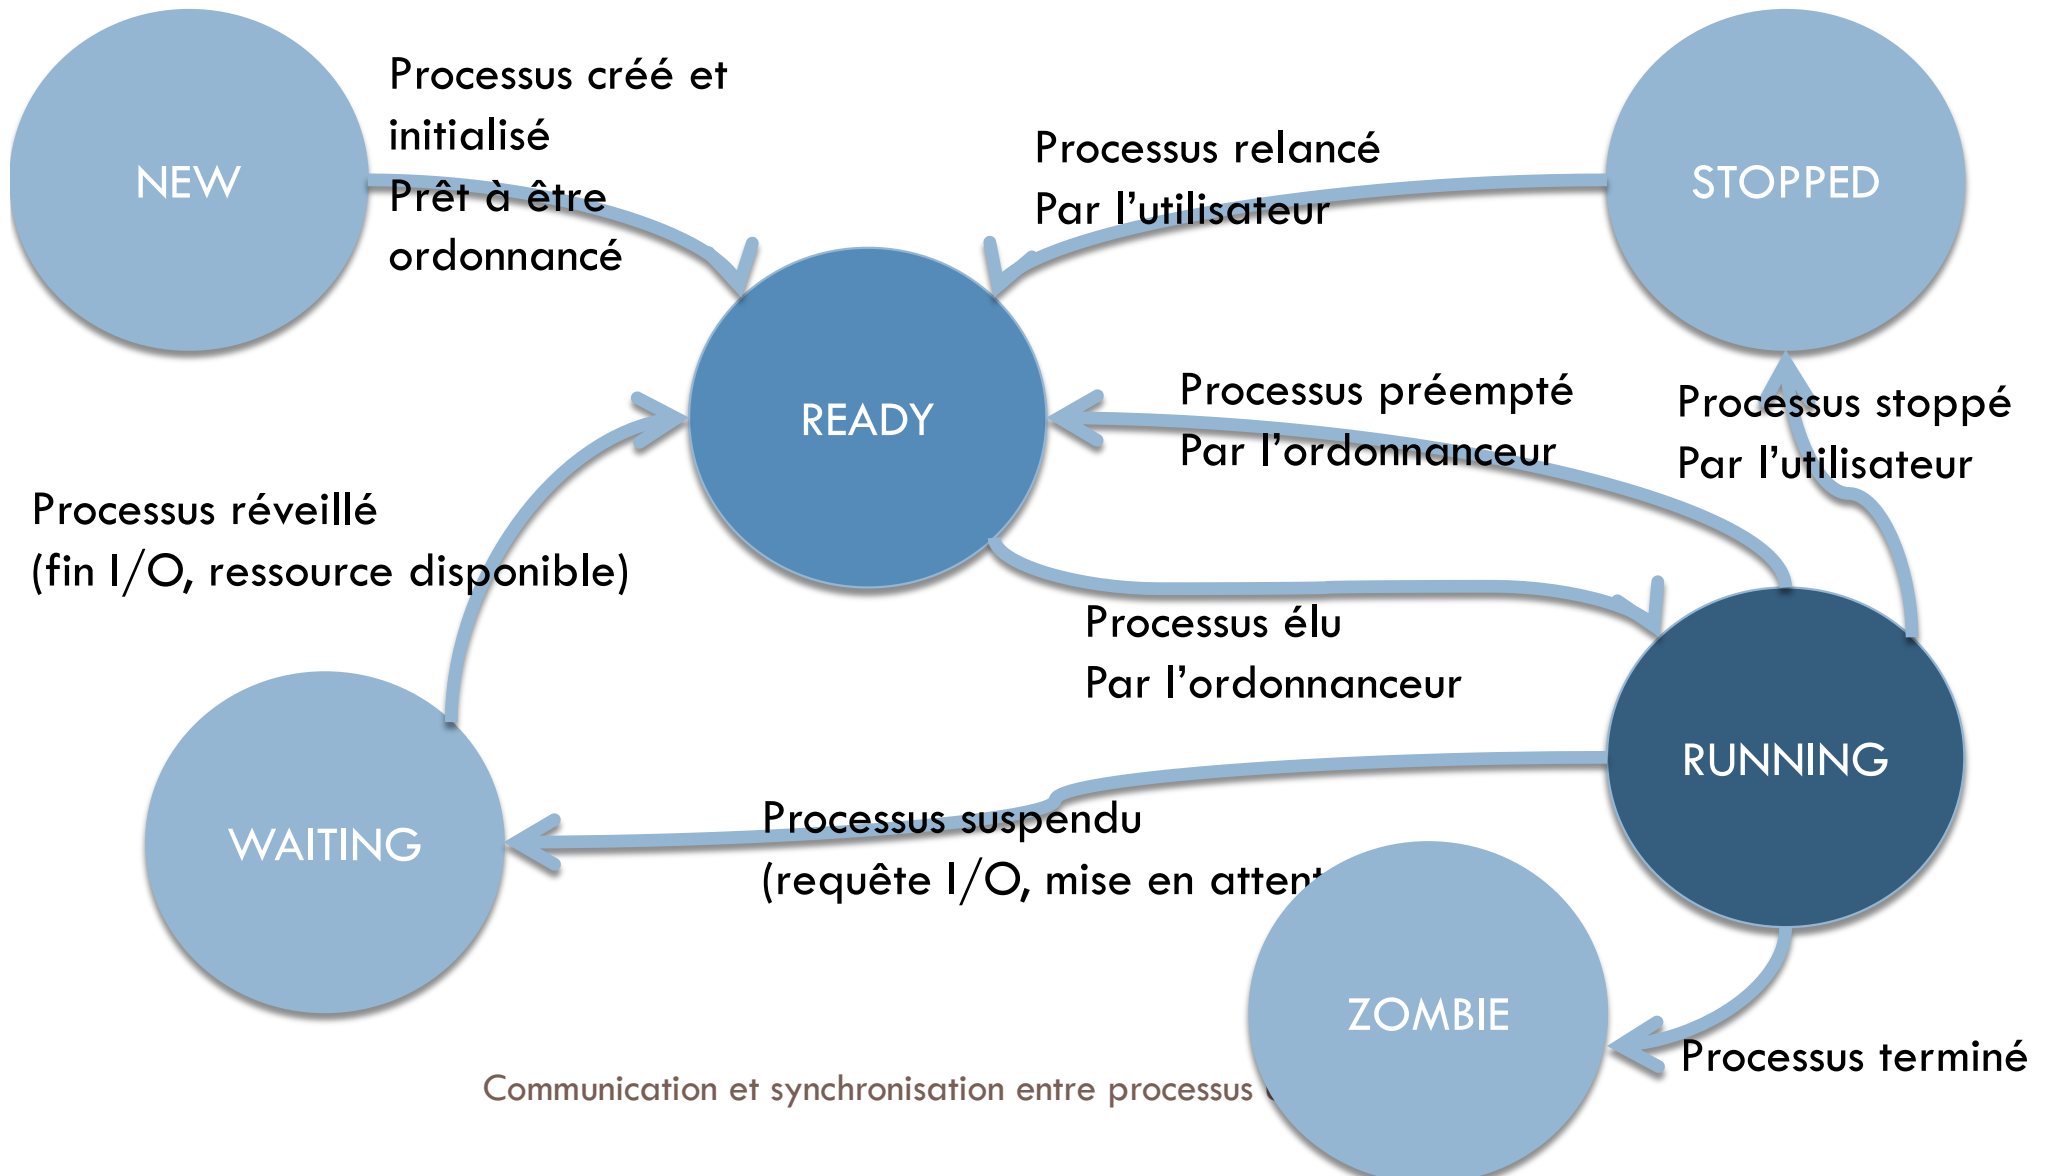 NEW
Processus créé et
initialisé
Prêt à être
ordonnancé
Processus relancé
Par l'utilisateur
STOPPED
READY
Processus préempté
Par l'ordonnanceur
Processus stoppé
Par l'utilisateur
Processus réveillé
(fin I/O, ressource disponible)
Processus élu
Par l'ordonnanceur
RUNNING
WAITING
Processus suspendu
(requête I/O, mise en
ZOMBIE
Processus terminé
Communication et synchronisation entre processus